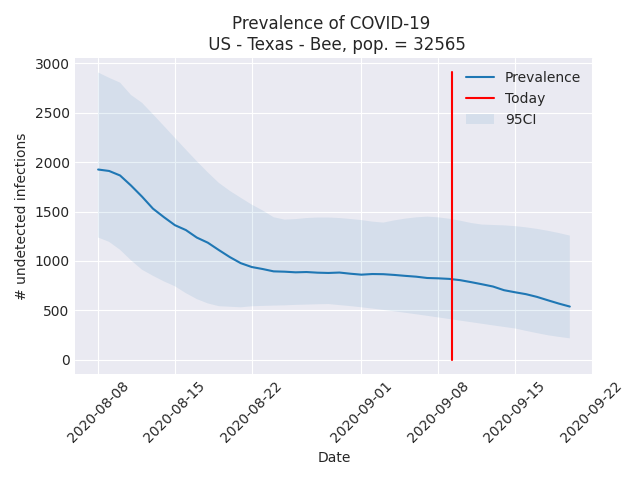 Prevalence of COVID-19
US - Texas - Bee, pop. = 32565
3000
2500
2000
1500
1000
500
0
# undetected infections
Prevalence
Today
95CI
2020-08-08
2020-08-15
2020-08-22
2020-09-01
2020-09-08
2020-09-15
2020-09-22
Date